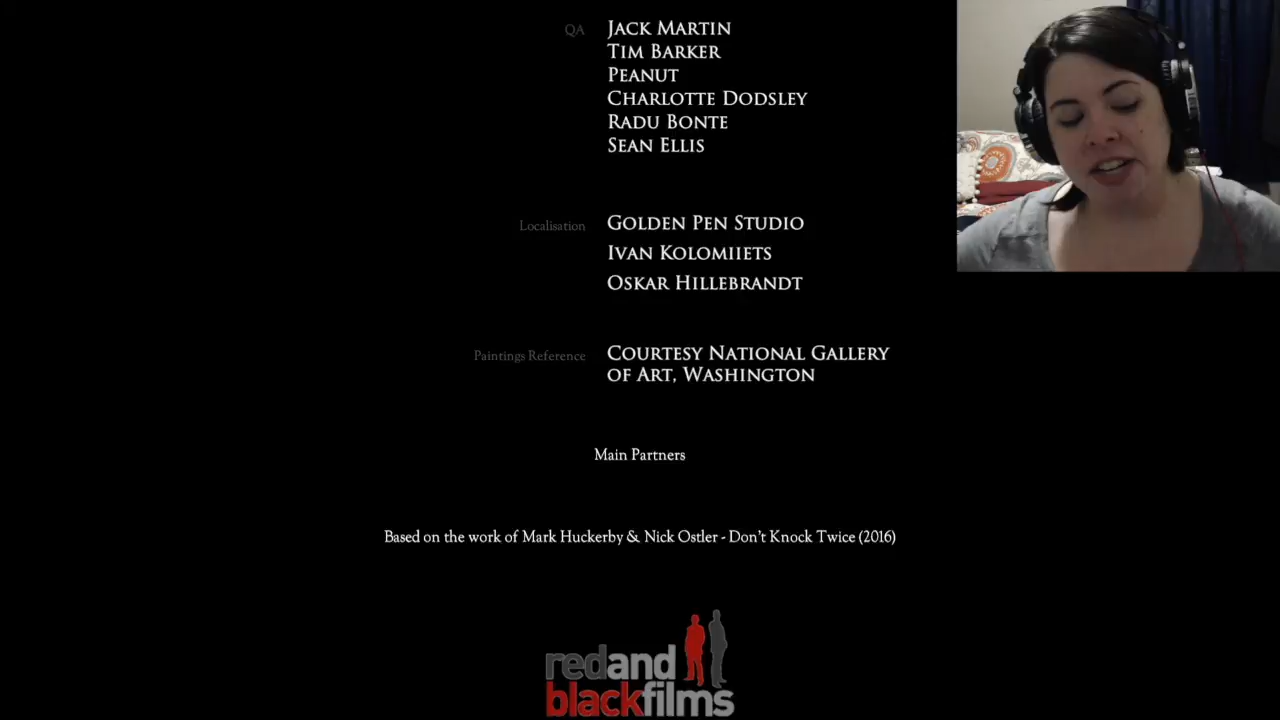 QA JACK MARTIN
TIM BARKER
PEANUT
CHARLOTTE DODSLEY
RADU BONTE
SEAN ELLIS
Localisation GOLDEN PEN STUDIO
IVAN KOLOMIIETS
OSKAR HILLEBRANDT
Paintings Reference COURTESY NATIONAL GALLERY
OF ART, WASHINGTON
Main Partners
Based on the work of Mark Huckerby & Nick Ostler - Don't Knock Twice (2016)
redand
blackfilms